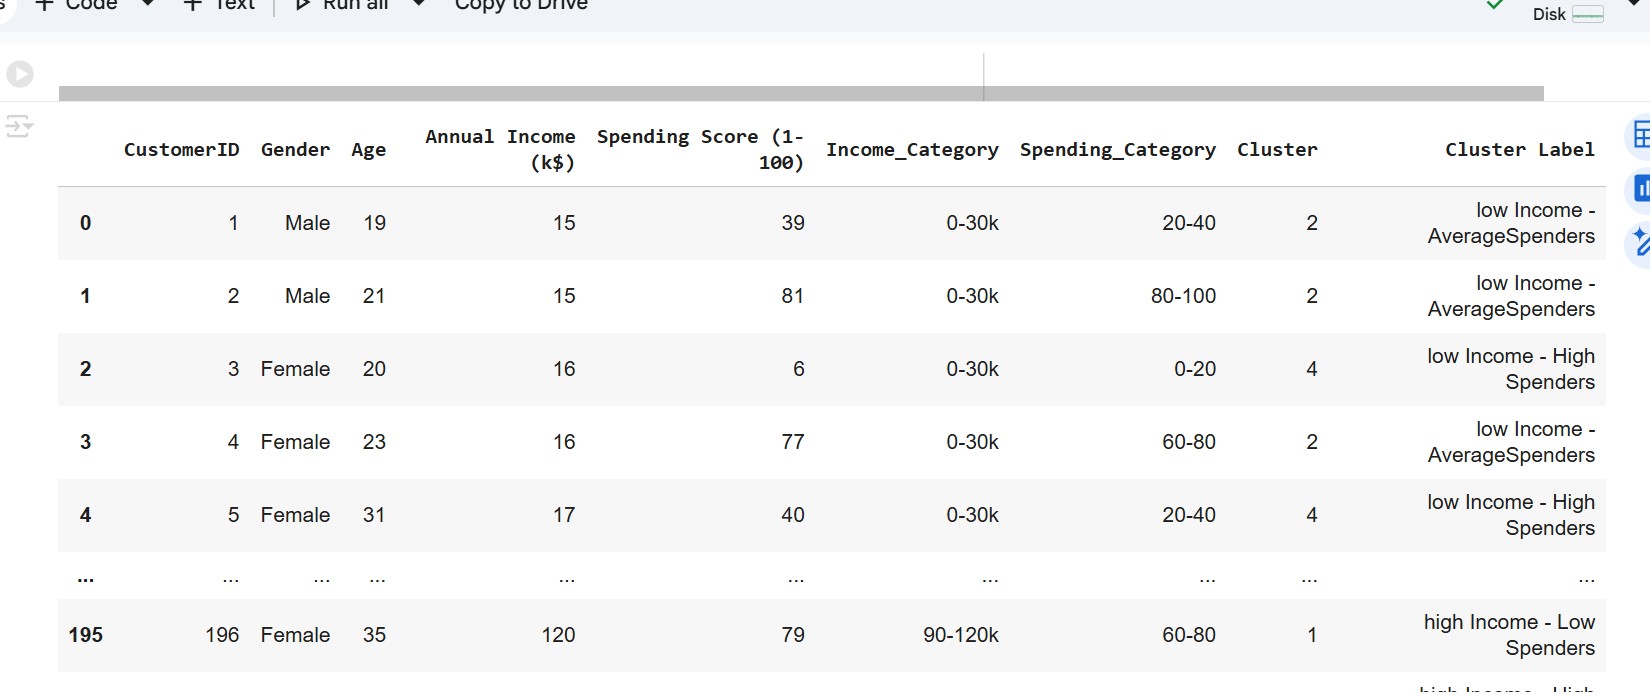 + Code + Text Run all Copy to Drive
Disk
CustomerID Gender Age Annual Income (k$) Spending Score (1-100) Income_Category Spending_Category Cluster Cluster Label
0 1 Male 19 15 39 0-30k 20-40 2 low Income - AverageSpenders
1 2 Male 21 15 81 0-30k 80-100 2 low Income - AverageSpenders
2 3 Female 20 16 6 0-30k 0-20 4 low Income - High Spenders
3 4 Female 23 16 77 0-30k 60-80 2 low Income - AverageSpenders
4 5 Female 31 17 40 0-30k 20-40 4 low Income - High Spenders
... ... ... ... ... ... ... ... ... ...
195 196 Female 35 120 79 90-120k 60-80 1 high Income - Low Spenders
high Income - High